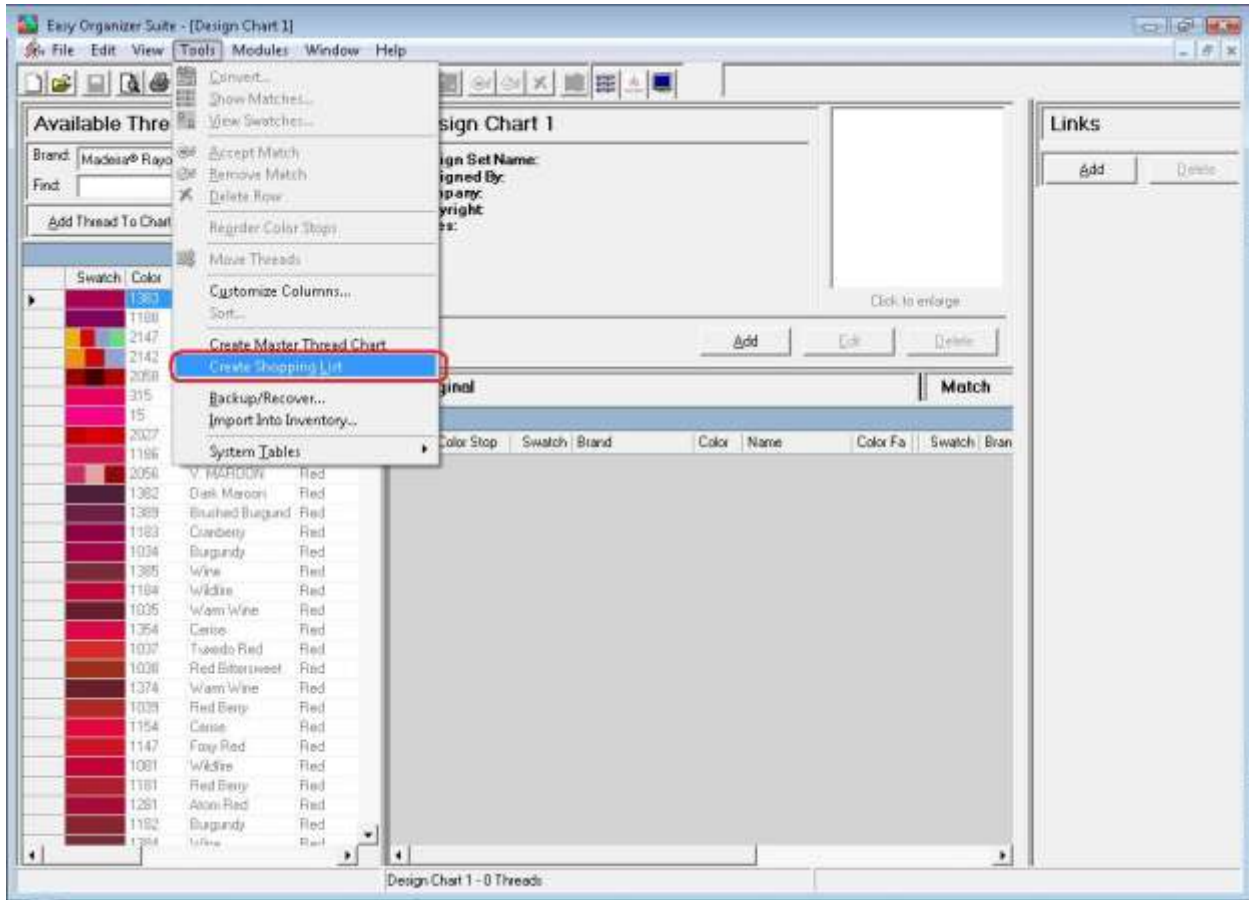 Easy Organizer Suite - [Design Chart 1]
File Edit View Tools Modules Window Help
Convert...
Show Matches...
View Swatches...
Accept Match
Remove Match
Delete Row
Reorder Color Stops
Move Threads
Customize Columns...
Sort...
Create Master Thread Chart
Create Shopping List
Backup/Recover...
Import Into Inventory...
System Tables
Available Thre
Brand:
Find:
Add Thread To Chart
Swatch Color
1383
1188
2147
2142
2058
315
15
2027
1186
2056 V. MAROON Red
1382 Dark Maroon Red
1389 Brushed Burgund Red
1183 Cranberry Red
1034 Burgundy Red
1385 Wine Red
1184 Wildfire Red
1035 Warm Wine Red
1354 Cerise Red
1037 Tuxedo Red Red
1038 Red Bittersweet Red
1374 Warm Wine Red
1039 Red Berry Red
1154 Cerise Red
1147 Foxy Red Red
1081 Wildfire Red
1181 Red Berry Red
1281 Atom Red Red
1182 Burgundy Red
1384 Wine Red
sign Chart 1
ign Set Name:
igned By:
pany:
yright:
es:
Click to enlarge
Add Edit Delete
ginal
Match
Color Stop Swatch Brand Color Name Color Fa Swatch Bran
Links
Add Delete
Design Chart 1 - 0 Threads